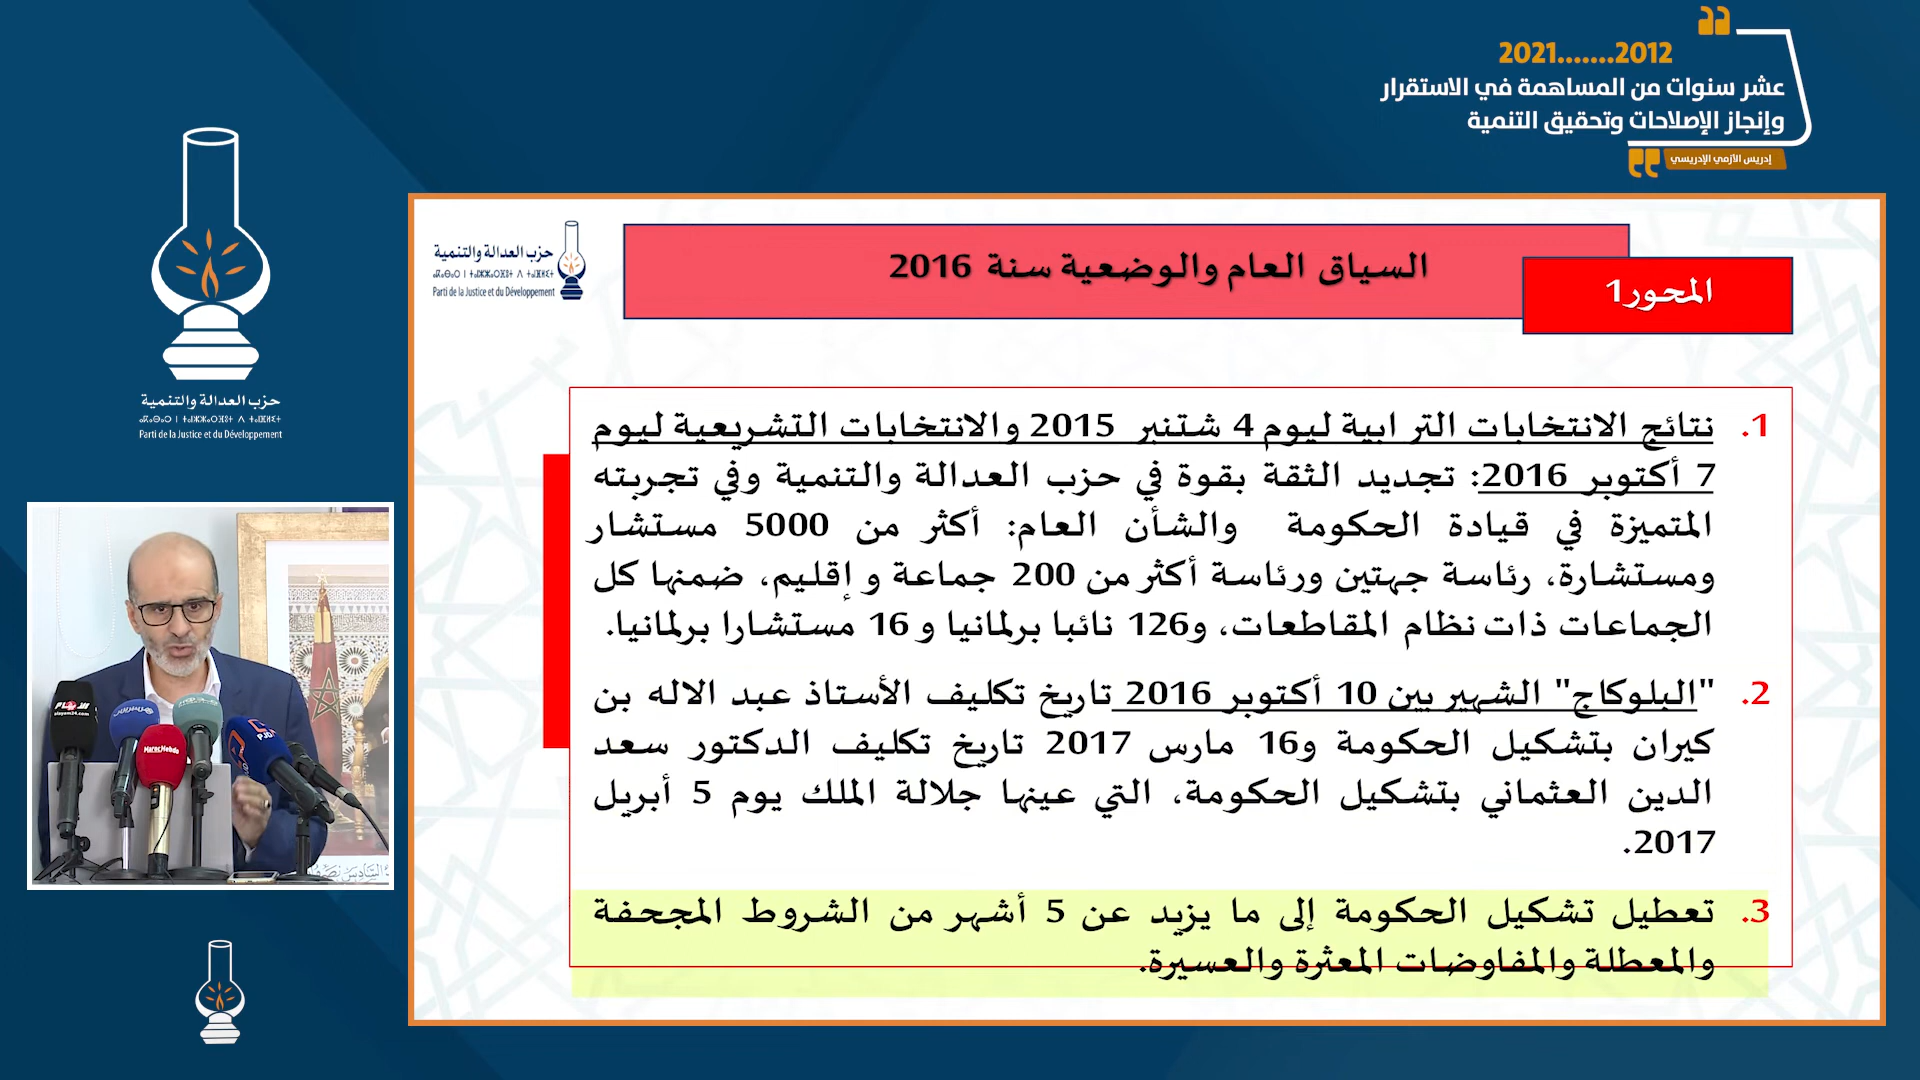 2021.......2012
عشر سنوات من المساهمة في الاستقرار
وإنجاز الإصلاحات وتحقيق التنمية
إدريس الأزمي الإدريسي
حزب العدالة والتنمية
Parti de la Justice et du Développement
حزب العدالة والتنمية
Parti de la Justice et du Développement
السياق العام والوضعية سنة 2016
المحور1
1. نتائج الانتخابات الترابية ليوم 4 شتنبر 2015 والانتخابات التشريعية ليوم
7 أكتوبر 2016: تجديد الثقة بقوة في حزب العدالة والتنمية وفي تجربته
المتميزة في قيادة الحكومة والشأن العام: أكثر من 5000 مستشار
ومستشارة، رئاسة جهتين ورئاسة أكثر من 200 جماعة و إقليم، ضمنها كل
الجماعات ذات نظام المقاطعات، و126 نائبا برلمانيا و 16 مستشارا برلمانيا.
2. "البلوكاج" الشهير بين 10 أكتوبر 2016 تاريخ تكليف الأستاذ عبد الاله بن
كيران بتشكيل الحكومة و16 مارس 2017 تاريخ تكليف الدكتور سعد
الدين العثماني بتشكيل الحكومة، التي عينها جلالة الملك يوم 5 أبريل
2017.
3. تعطيل تشكيل الحكومة إلى ما يزيد عن 5 أشهر من الشروط المجحفة
والمعطلة والمفاوضات المعثرة والعسيرة.
الأيام
alayam24.com
Maroc Hebdo
PJD